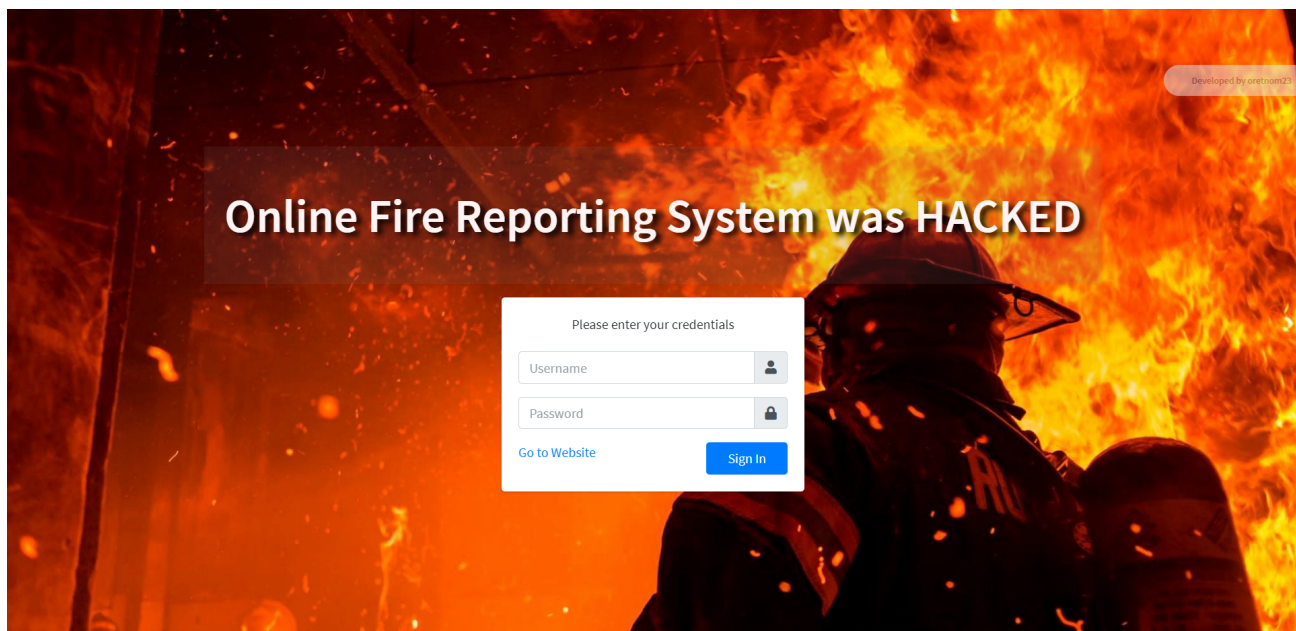 Developed by oretnom23
Online Fire Reporting System was HACKED
Please enter your credentials
Username
Password
Go to Website
Sign In